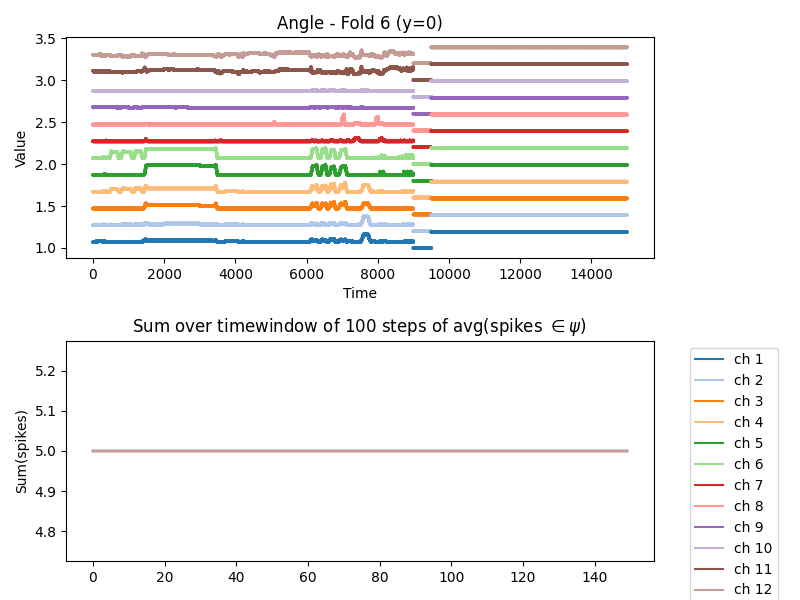 Angle - Fold 6 (y=0)
3.5
3.0
2.5
2.0
1.5
1.0
Value
0 2000 4000 6000 8000 10000 12000 14000
Time
Sum over timewindow of 100 steps of avg(spikes ∈ψ)
5.2
5.1
5.0
4.9
4.8
Sum(spikes)
0 20 40 60 80 100 120 140
ch 1
ch 2
ch 3
ch 4
ch 5
ch 6
ch 7
ch 8
ch 9
ch 10
ch 11
ch 12